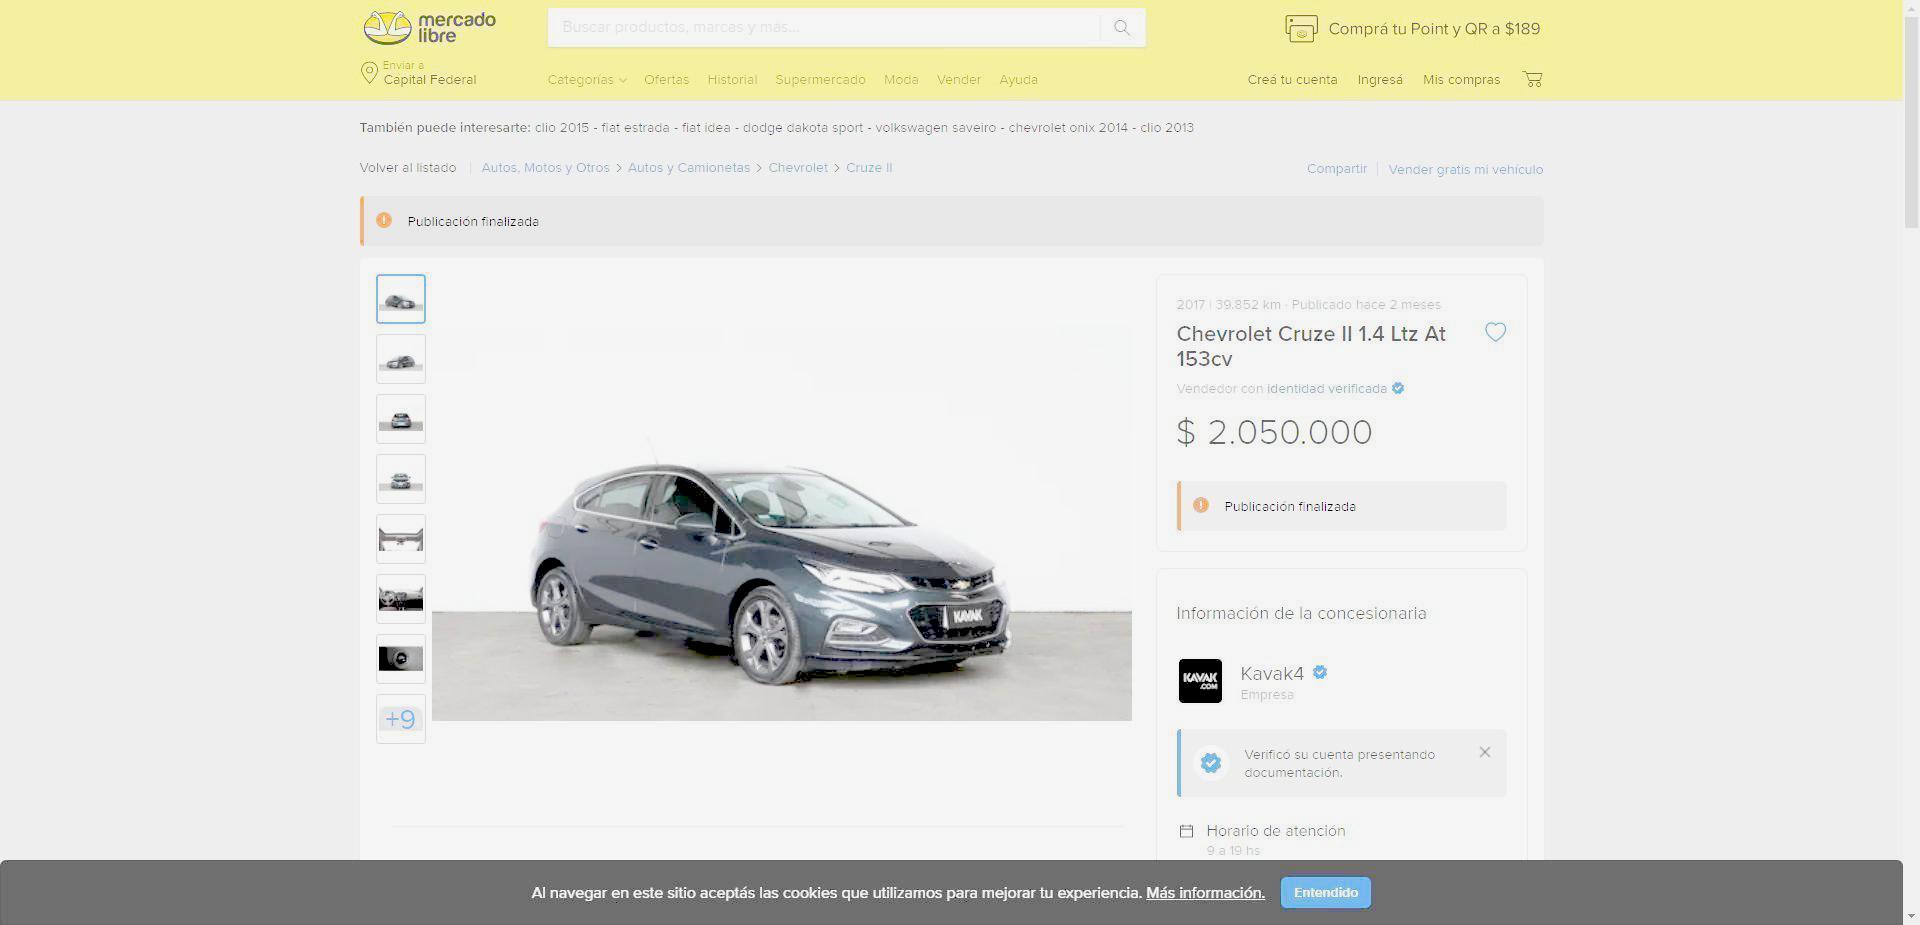 mercado
libre
Buscar productos, marcas y más...
Comprá tu Point y QR a $189
Enviar a
Capital Federal
Categorías
Ofertas
Historial
Supermercado
Moda
Vender
Ayuda
Creá tu cuenta
Ingresá
Mis compras
También puede interesarte: clio 2015 - fiat estrada - fiat idea - dodge dakota sport - volkswagen saveiro - chevrolet onix 2014 - clio 2013
Volver al listado | Autos, Motos y Otros > Autos y Camionetas > Chevrolet > Cruze II
Compartir | Vender gratis mi vehículo
Publicación finalizada
+9
KAVAK
2017 | 39.852 km · Publicado hace 2 meses
Chevrolet Cruze II 1.4 Ltz At
153cv
Vendedor con identidad verificada
$ 2.050.000
Publicación finalizada
Información de la concesionaria
KAVAK
.COM
Kavak4
Empresa
Verificó su cuenta presentando
documentación.
Horario de atención
9 a 19 hs
Al navegar en este sitio aceptás las cookies que utilizamos para mejorar tu experiencia. Más información.
Entendido